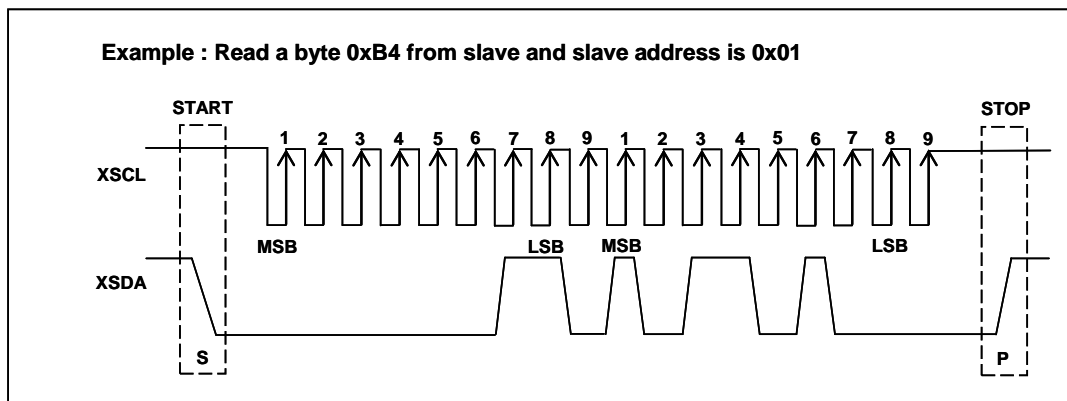 Example : Read a byte 0xB4 from slave and slave address is 0x01
START STOP
1 2 3 4 5 6 7 8 9 1 2 3 4 5 6 7 8 9
XSCL
MSB LSB MSB LSB
XSDA
S P